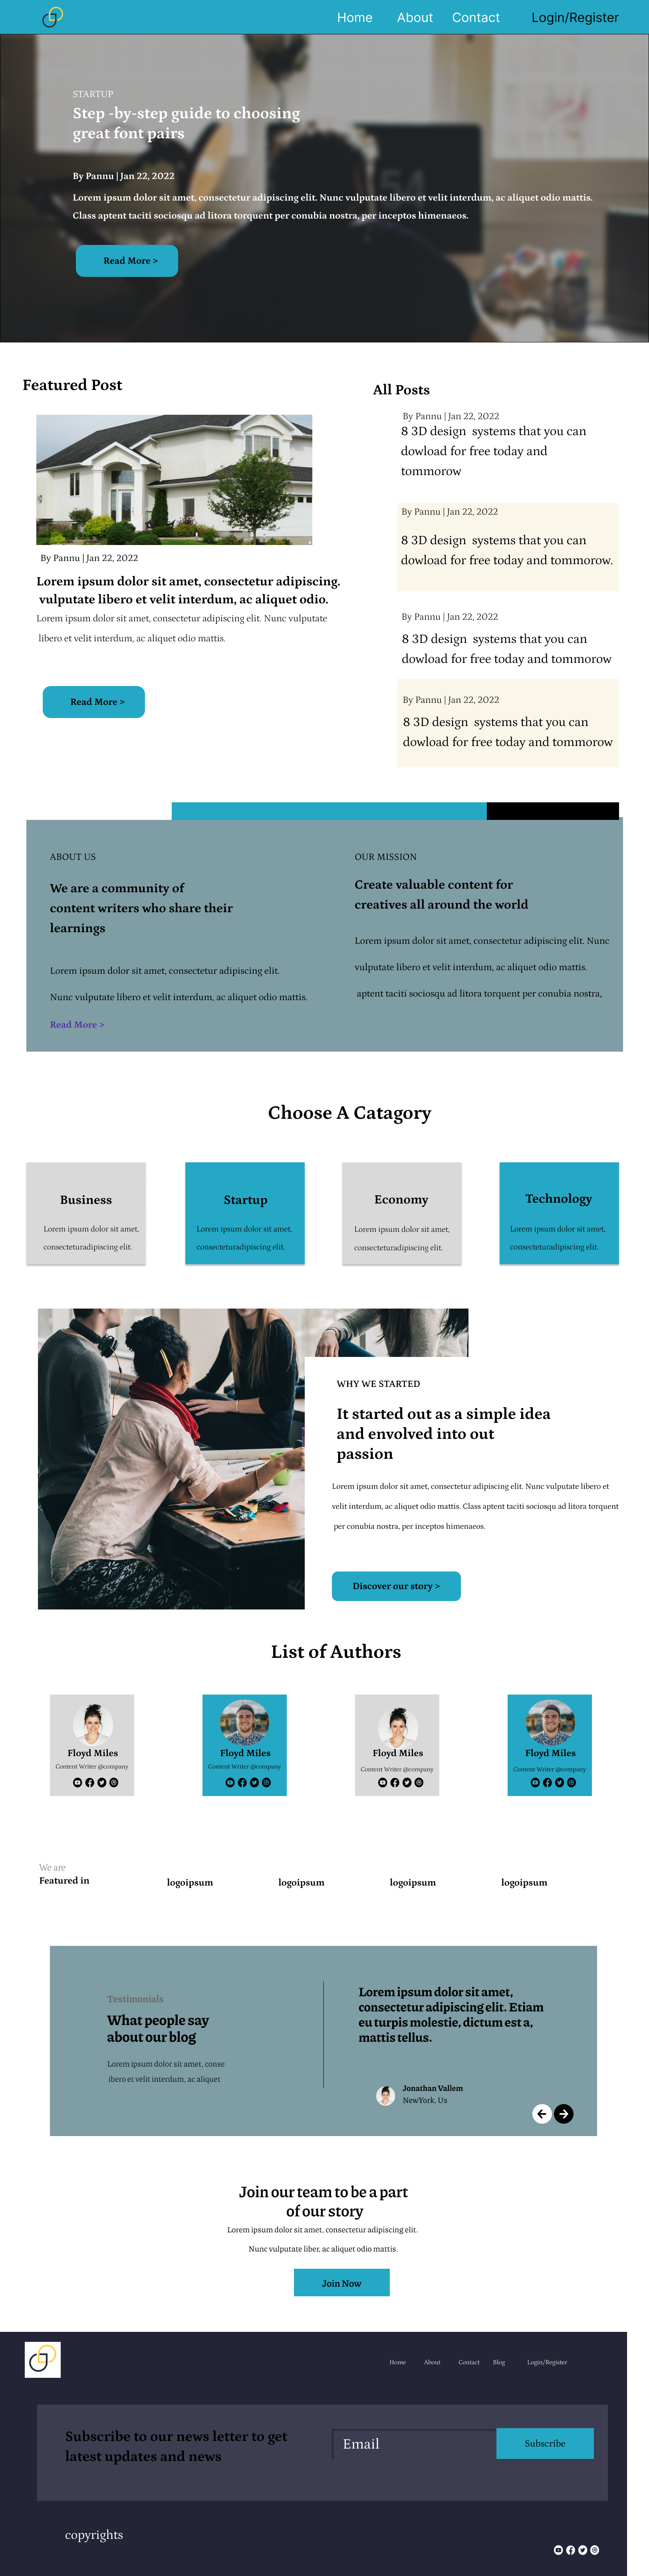 Home About Contact Login/Register
STARTUP
Step -by-step guide to choosing
great font pairs
By Pannu | Jan 22, 2022
Lorem ipsum dolor sit amet, consectetur adipiscing elit. Nunc vulputate libero et velit interdum, ac aliquet odio mattis.
Class aptent taciti sociosqu ad litora torquent per conubia nostra, per inceptos himenaeos.
Read More >
Featured Post
By Pannu | Jan 22, 2022
Lorem ipsum dolor sit amet, consectetur adipiscing.
vulputate libero et velit interdum, ac aliquet odio.
Lorem ipsum dolor sit amet, consectetur adipiscing elit. Nunc vulputate
libero et velit interdum, ac aliquet odio mattis.
Read More >
All Posts
By Pannu | Jan 22, 2022
8 3D design systems that you can
dowload for free today and
tommorow
By Pannu | Jan 22, 2022
8 3D design systems that you can
dowload for free today and tommorow.
By Pannu | Jan 22, 2022
8 3D design systems that you can
dowload for free today and tommorow
By Pannu | Jan 22, 2022
8 3D design systems that you can
dowload for free today and tommorow
ABOUT US
We are a community of
content writers who share their
learnings
Lorem ipsum dolor sit amet, consectetur adipiscing elit.
Nunc vulputate libero et velit interdum, ac aliquet odio mattis.
Read More >
OUR MISSION
Create valuable content for
creatives all around the world
Lorem ipsum dolor sit amet, consectetur adipiscing elit. Nunc
vulputate libero et velit interdum, ac aliquet odio mattis.
aptent taciti sociosqu ad litora torquent per conubia nostra,
Choose A Catagory
Business
Lorem ipsum dolor sit amet,
consecteturadipiscing elit.
Startup
Lorem ipsum dolor sit amet,
consecteturadipiscing elit.
Economy
Lorem ipsum dolor sit amet,
consecteturadipiscing elit.
Technology
Lorem ipsum dolor sit amet,
consecteturadipiscing elit.
WHY WE STARTED
It started out as a simple idea
and envolved into out
passion
Lorem ipsum dolor sit amet, consectetur adipiscing elit. Nunc vulputate libero et
velit interdum, ac aliquet odio mattis. Class aptent taciti sociosqu ad litora torquent
per conubia nostra, per inceptos himenaeos.
Discover our story >
List of Authors
Floyd Miles
Content Writer @company
Floyd Miles
Content Writer @company
Floyd Miles
Content Writer @company
Floyd Miles
Content Writer @company
We are
Featured in
logoipsum logoipsum logoipsum logoipsum
Testimonials
What people say
about our blog
Lorem ipsum dolor sit amet, conse
ibero et velit interdum, ac aliquet
Lorem ipsum dolor sit amet,
consectetur adipiscing elit. Etiam
eu turpis molestie, dictum est a,
mattis tellus.
Jonathan Vallem
NewYork, Us
Join our team to be a part
of our story
Lorem ipsum dolor sit amet, consectetur adipiscing elit.
Nunc vulputate liber, ac aliquet odio mattis.
Join Now
Home About Contact Blog Login/Register
Subscribe to our news letter to get
latest updates and news
Email
Subscribe
copyrights